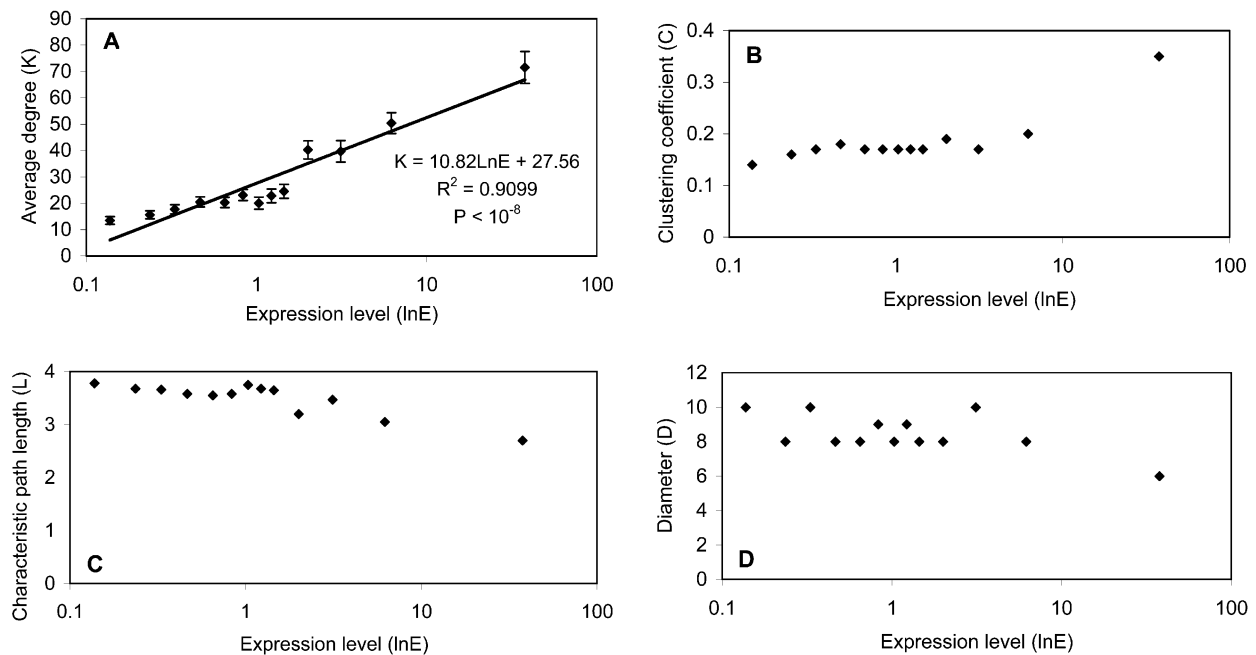 A
Average degree (K)
90
80
70
60
50
40
30
20
10
0
K = 10.82LnE + 27.56
R² = 0.9099
P < 10⁻⁸
0.1
1
10
100
Expression level (lnE)
B
Clustering coefficient (C)
0.4
0.3
0.2
0.1
0
0.1
1
10
100
Expression level (lnE)
C
Characteristic path length (L)
4
3
2
1
0
0.1
1
10
100
Expression level (lnE)
D
Diameter (D)
12
10
8
6
4
2
0
0.1
1
10
100
Expression level (lnE)